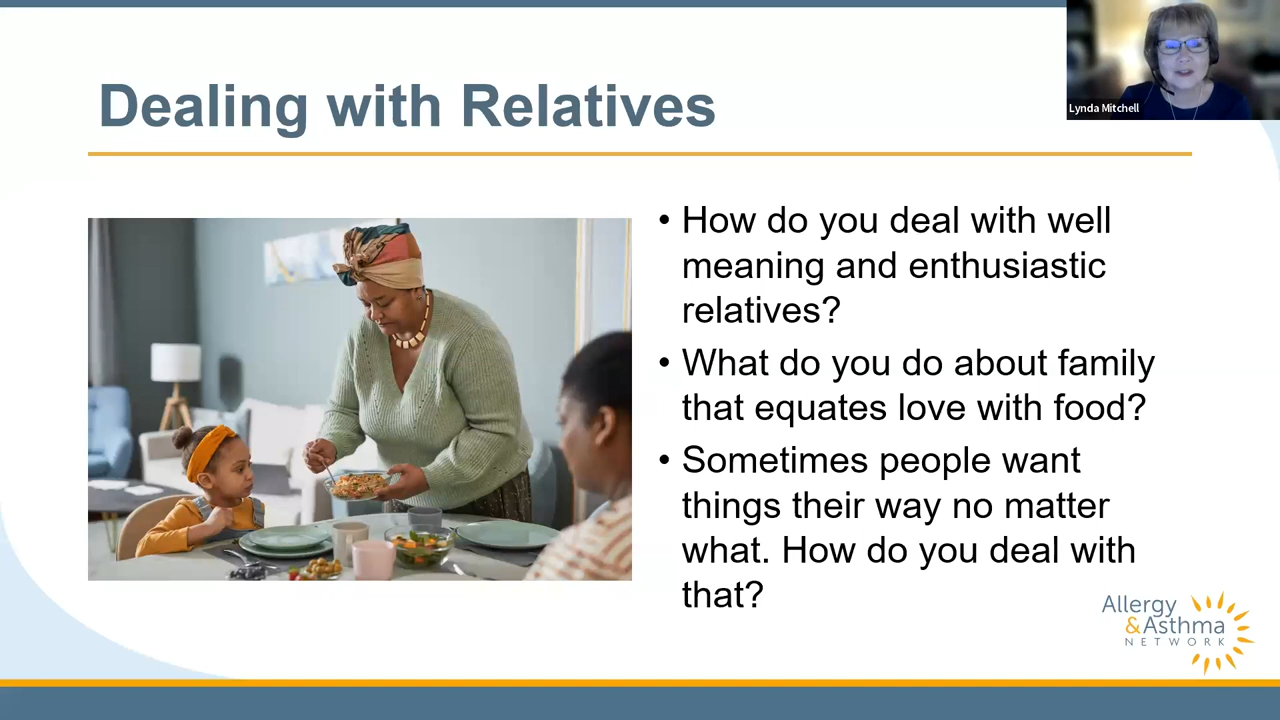 Dealing with Relatives
Lynda Mitchell
• How do you deal with well
meaning and enthusiastic
relatives?
• What do you do about family
that equates love with food?
• Sometimes people want
things their way no matter
what. How do you deal with
that?
Allergy
&Asthma
NETWORK